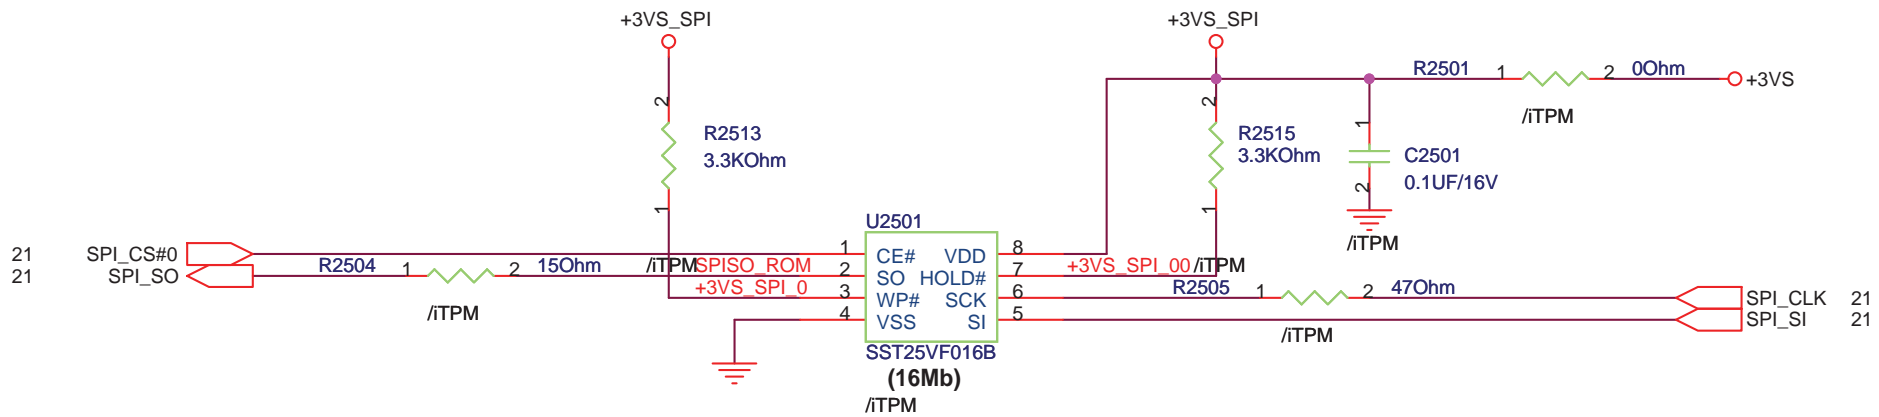 +3VS_SPI
+3VS_SPI
R2501 1 2 0Ohm +3VS
/iTPM
2
R2513
3.3KOhm
1
2
R2515
3.3KOhm
1
1
C2501
0.1UF/16V
2
/iTPM
U2501
21 SPI_CS#0 1 CE# VDD 8
21 SPI_SO R2504 1 2 15Ohm /iTPM SPISO_ROM 2 SO HOLD# 7 +3VS_SPI_00 /iTPM
/iTPM
+3VS_SPI_0 3 WP# SCK 6 R2505 1 2 47Ohm SPI_CLK 21
4 VSS SI 5 SPI_SI 21
/iTPM
SST25VF016B
(16Mb)
/iTPM